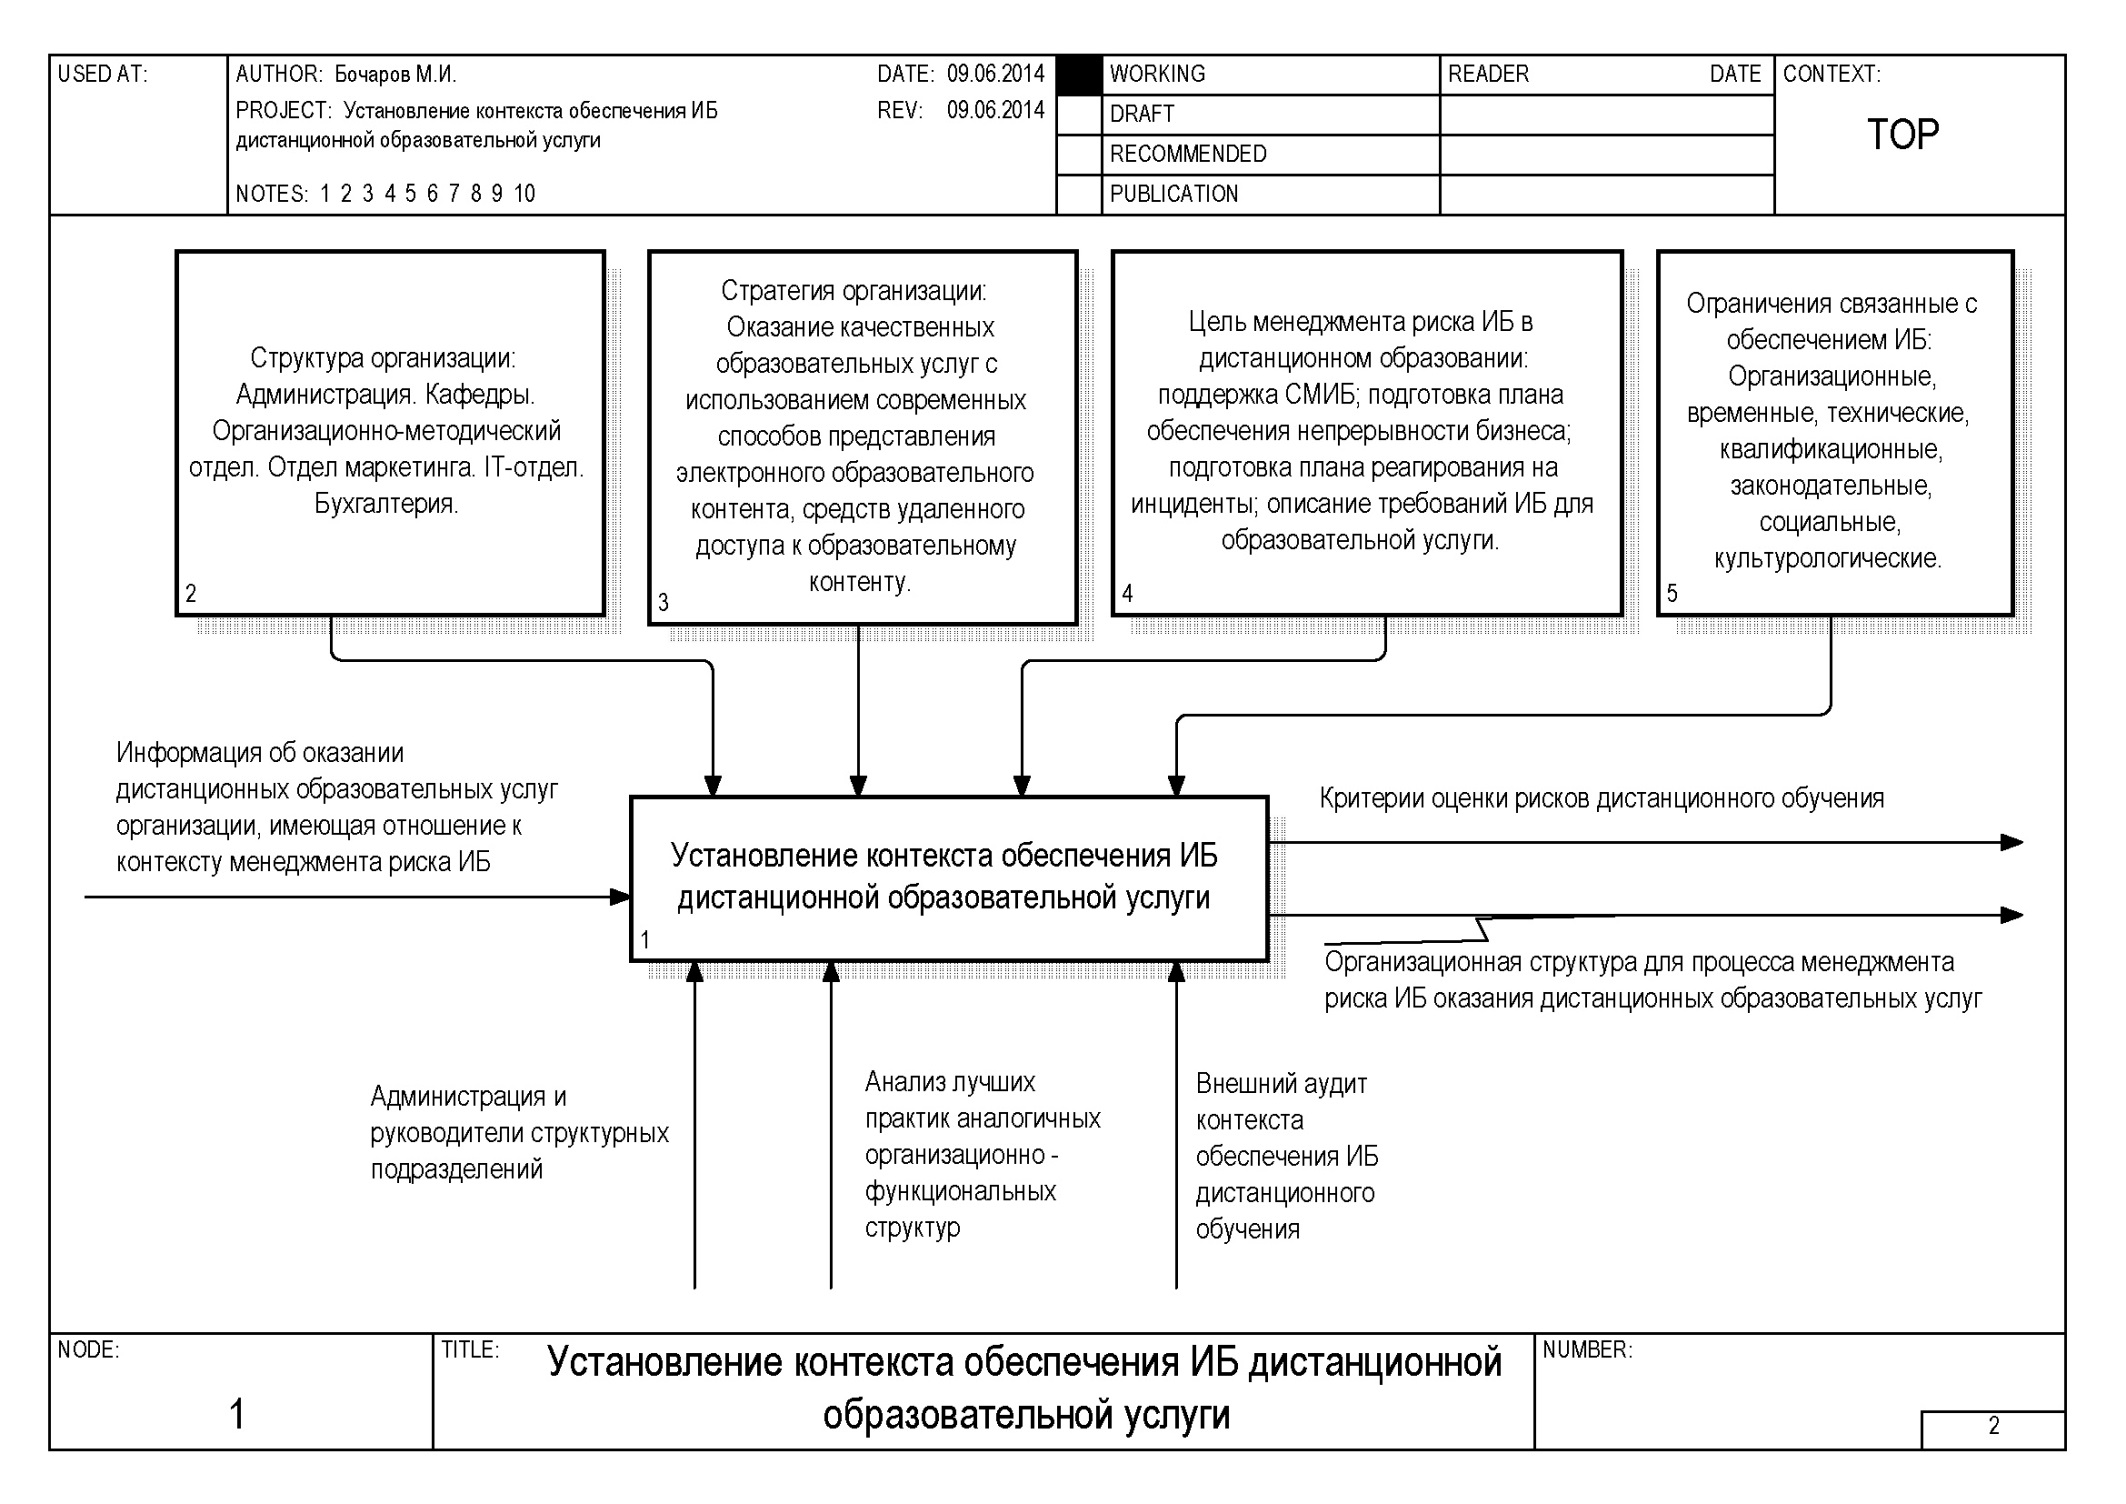 USED AT:
AUTHOR: Бочаров М.И.
DATE: 09.06.2014
PROJECT: Установление контекста обеспечения ИБ
дистанционной образовательной услуги
REV: 09.06.2014
NOTES: 1 2 3 4 5 6 7 8 9 10
WORKING
DRAFT
RECOMMENDED
PUBLICATION
READER DATE
CONTEXT:
TOP
Структура организации:
Администрация. Кафедры.
Организационно-методический
отдел. Отдел маркетинга. IT-отдел.
Бухгалтерия.
2
Стратегия организации:
Оказание качественных
образовательных услуг с
использованием современных
способов представления
электронного образовательного
контента, средств удаленного
доступа к образовательному
контенту.
3
Цель менеджмента риска ИБ в
дистанционном образовании:
поддержка СМИБ; подготовка плана
обеспечения непрерывности бизнеса;
подготовка плана реагирования на
инциденты; описание требований ИБ для
образовательной услуги.
4
Ограничения связанные с
обеспечением ИБ:
Организационные,
временные, технические,
квалификационные,
законодательные,
социальные,
культурологические.
5
Информация об оказании
дистанционных образовательных услуг
организации, имеющая отношение к
контексту менеджмента риска ИБ
Установление контекста обеспечения ИБ
дистанционной образовательной услуги
1
Критерии оценки рисков дистанционного обучения
Организационная структура для процесса менеджмента
риска ИБ оказания дистанционных образовательных услуг
Администрация и
руководители структурных
подразделений
Анализ лучших
практик аналогичных
организационно -
функциональных
структур
Внешний аудит
контекста
обеспечения ИБ
дистанционного
обучения
NODE:
1
TITLE:
Установление контекста обеспечения ИБ дистанционной
образовательной услуги
NUMBER:
2